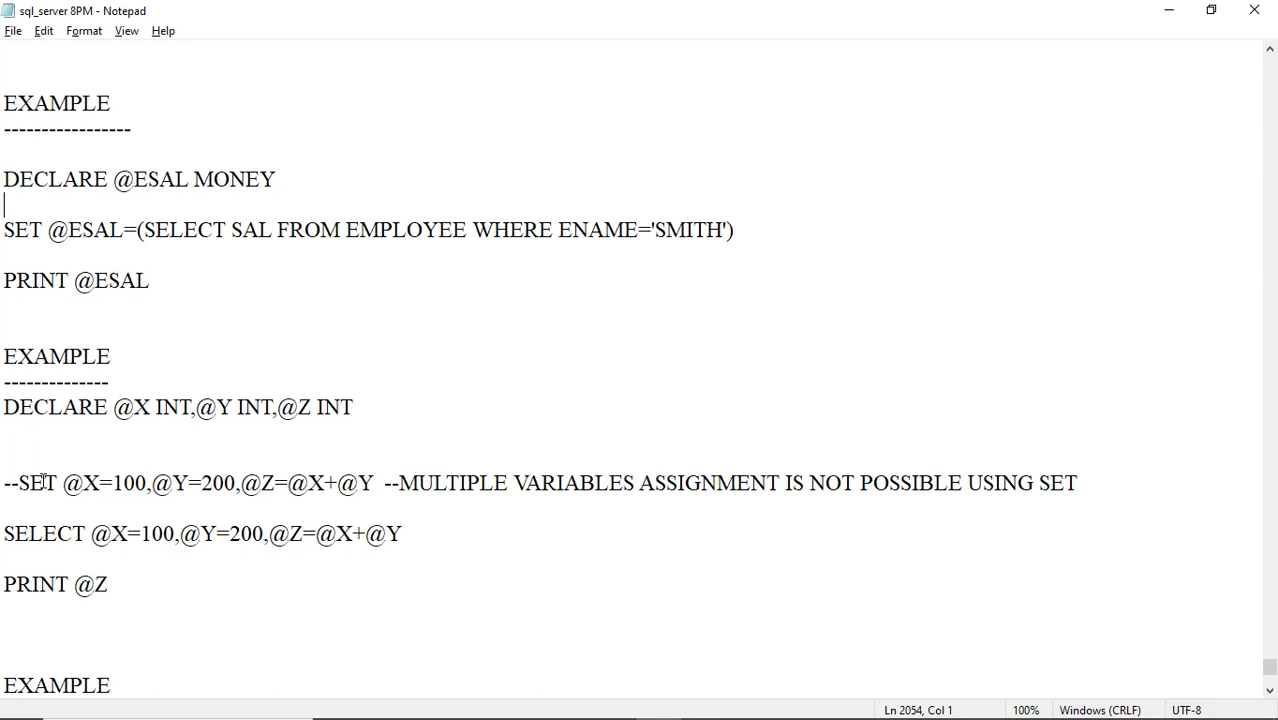 sql_server 8PM - Notepad
File Edit Format View Help
EXAMPLE
-----------------
DECLARE @ESAL MONEY
SET @ESAL=(SELECT SAL FROM EMPLOYEE WHERE ENAME='SMITH')
PRINT @ESAL
EXAMPLE
--------------
DECLARE @X INT,@Y INT,@Z INT
--SET @X=100,@Y=200,@Z=@X+@Y  --MULTIPLE VARIABLES ASSIGNMENT IS NOT POSSIBLE USING SET
SELECT @X=100,@Y=200,@Z=@X+@Y
PRINT @Z
EXAMPLE
Ln 2054, Col 1 100% Windows (CRLF) UTF-8